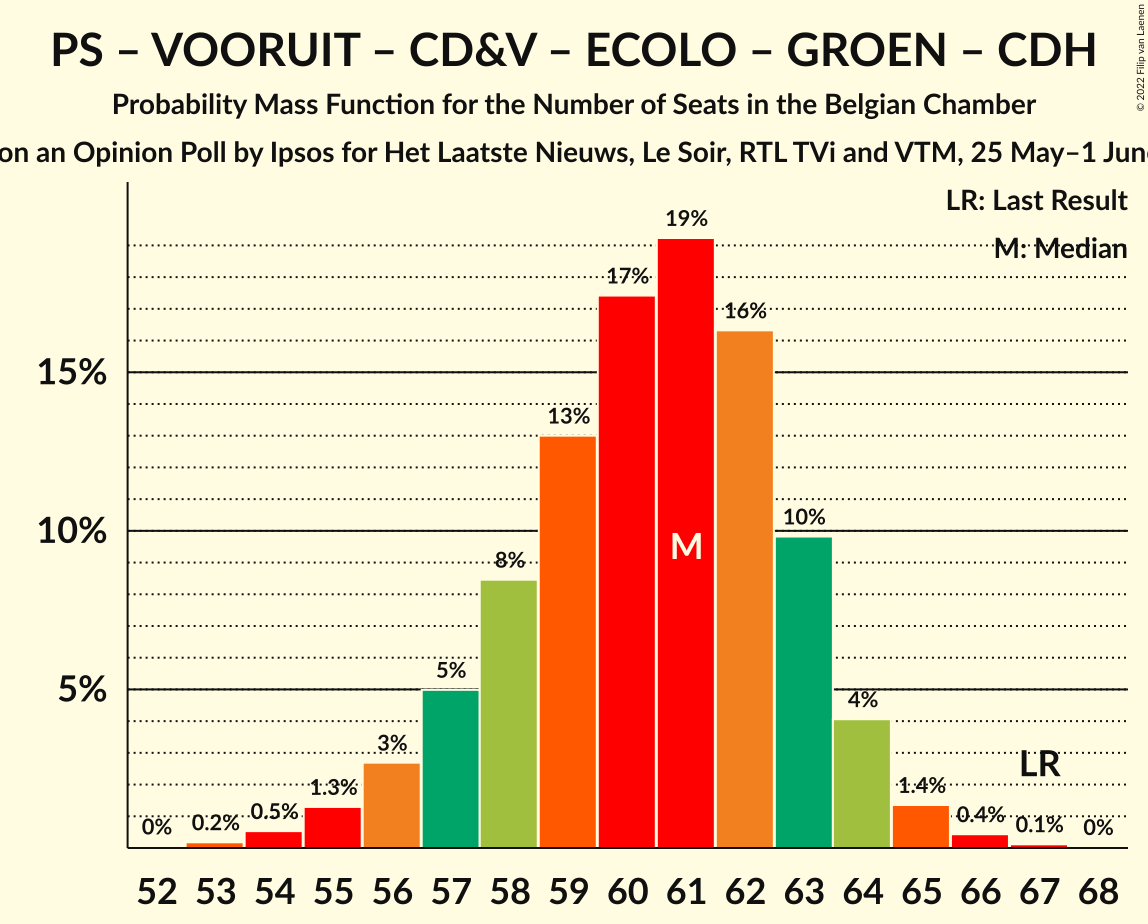 PS – VOORUIT – CD&V – ECOLO – GROEN – CDH
Probability Mass Function for the Number of Seats in the Belgian Chamber
on an Opinion Poll by Ipsos for Het Laatste Nieuws, Le Soir, RTL TVi and VTM, 25 May–1 June
© 2022 Filip van Laenen
LR: Last Result
M: Median
15%
10%
5%
0%
0.2%
0.5%
1.3%
3%
5%
8%
13%
17%
19%
16%
10%
4%
1.4%
0.4%
0.1%
0%
M
LR
52 53 54 55 56 57 58 59 60 61 62 63 64 65 66 67 68